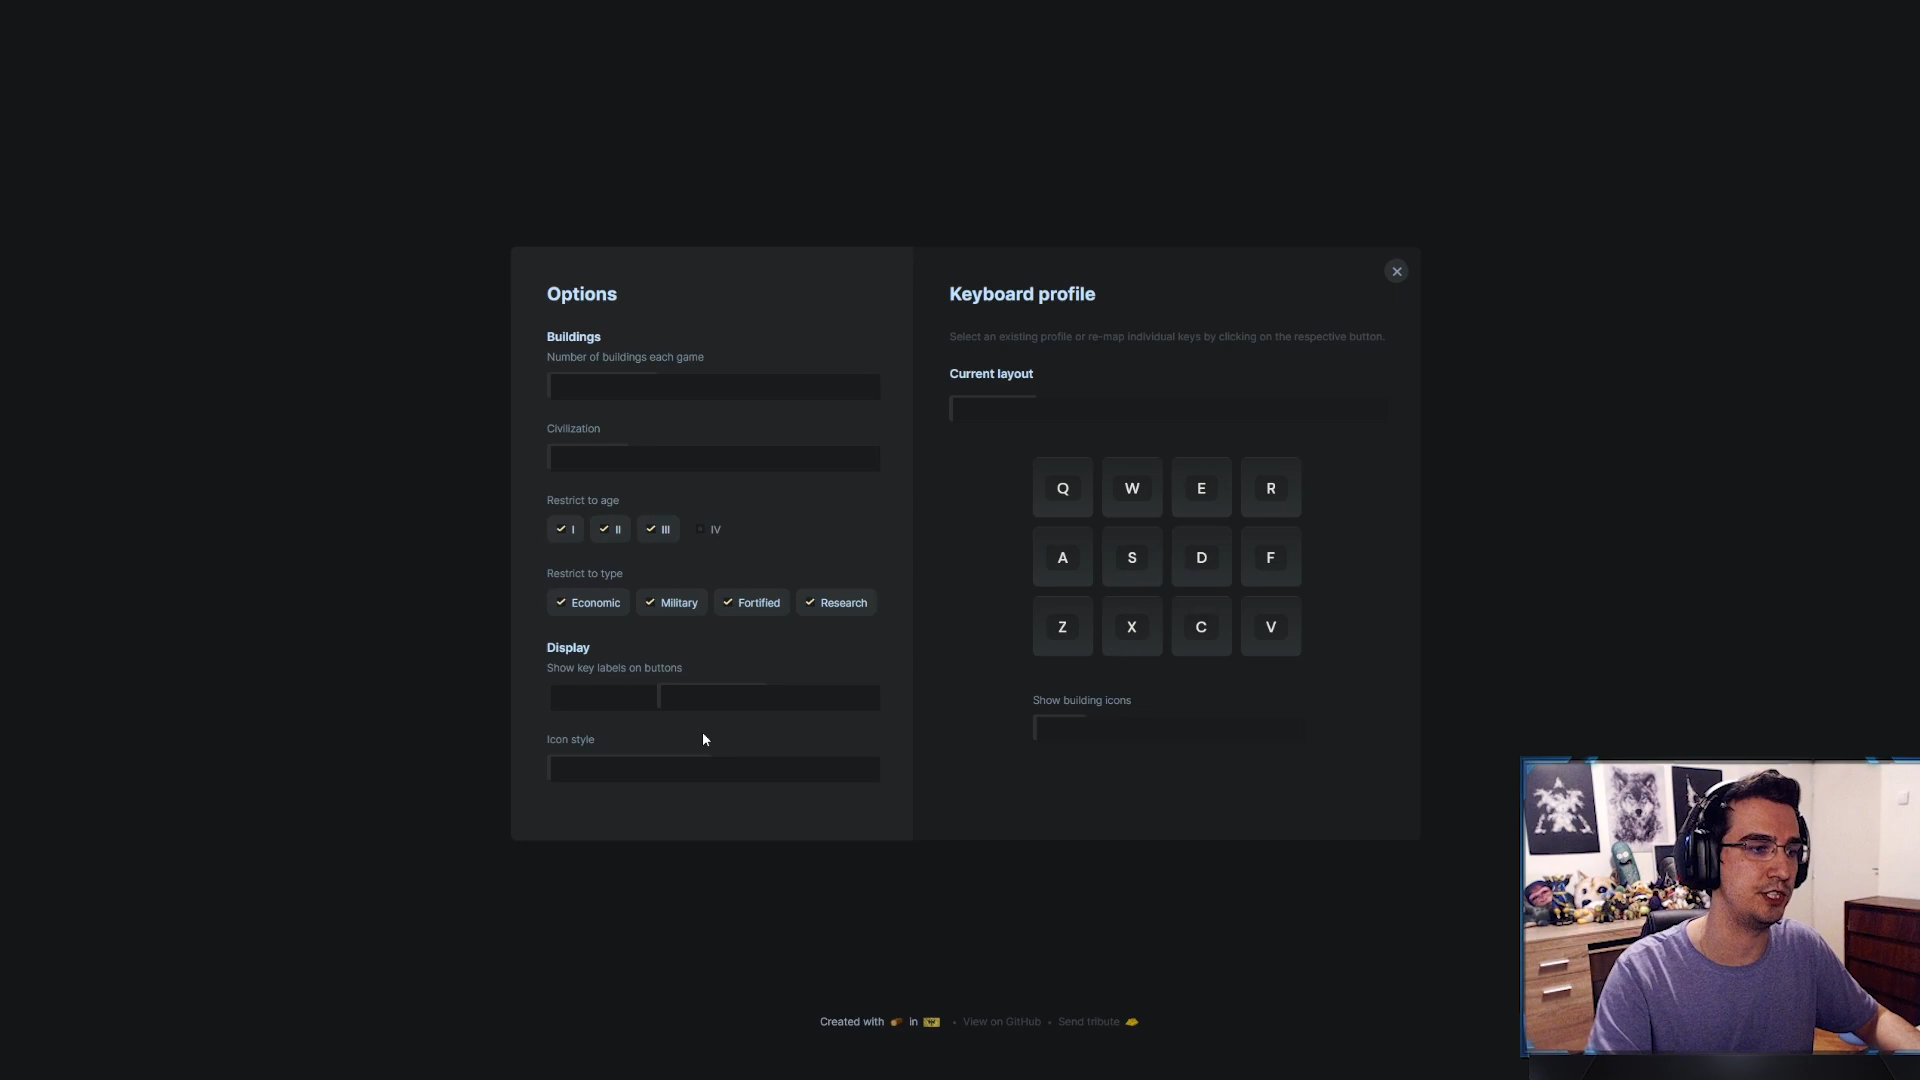 Options
Buildings
Number of buildings each game
Civilization
Restrict to age
I II III IV
Restrict to type
Economic Military Fortified Research
Display
Show key labels on buttons
Icon style
Keyboard profile
Select an existing profile or re-map individual keys by clicking on the respective button.
Current layout
Q W E R
A S D F
Z X C V
Show building icons
Created with in • View on GitHub • Send tribute